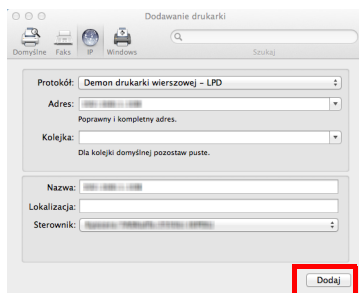 Dodawanie drukarki
Domyślne Faks IP Windows Szukaj
Protokół: Demon drukarki wierszowej – LPD
Adres:
Poprawny i kompletny adres.
Kolejka:
Dla kolejki domyślnej pozostaw puste.
Nazwa:
Lokalizacja:
Sterownik:
Dodaj